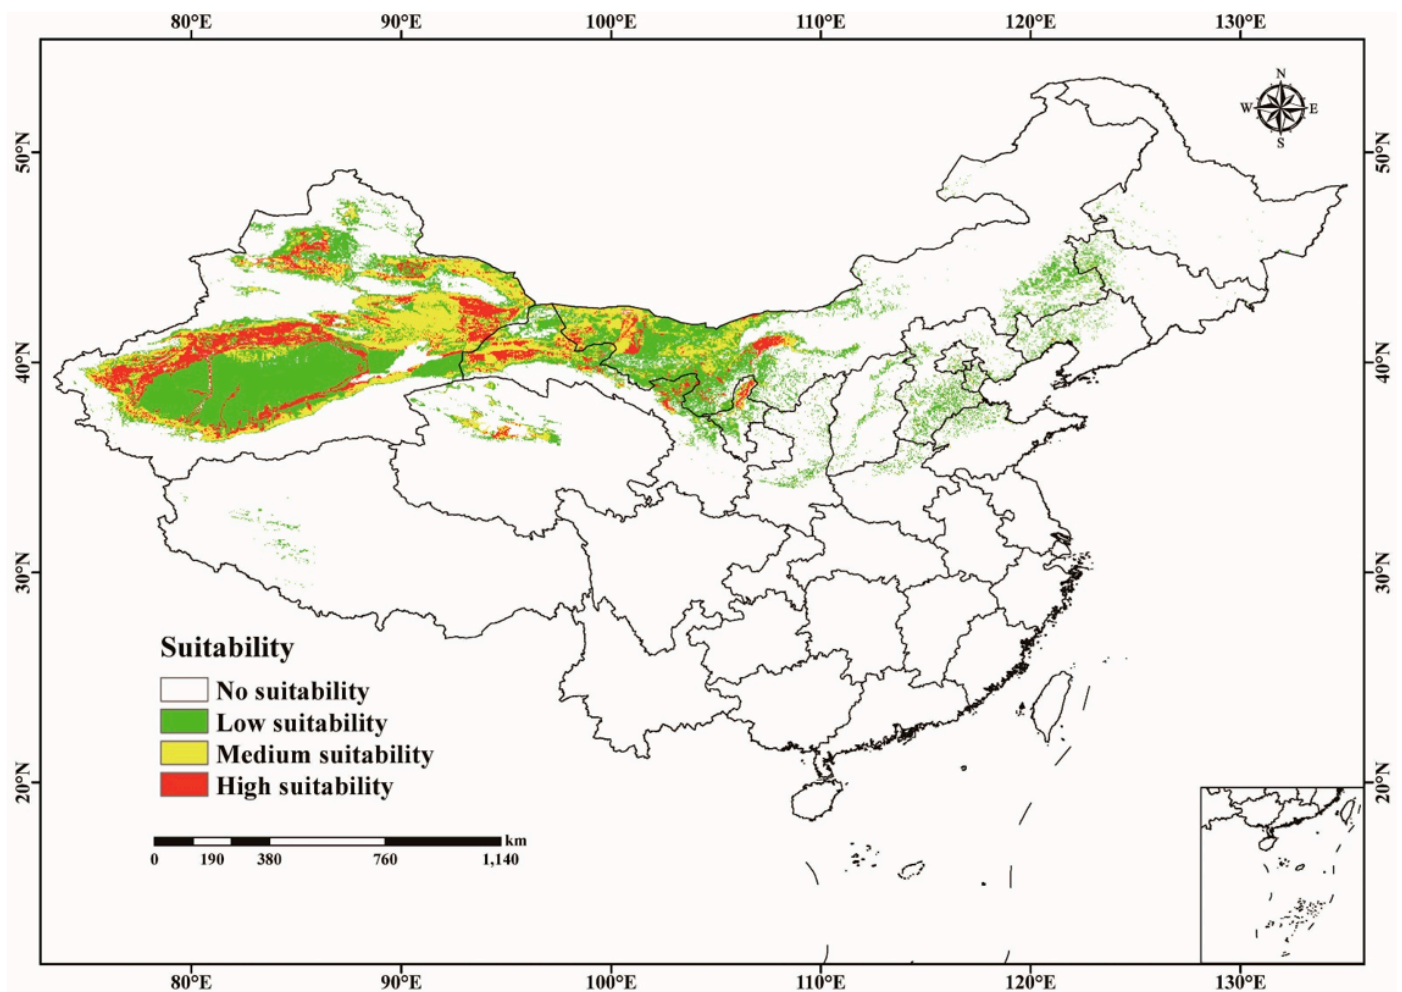 80°E 90°E 100°E 110°E 120°E 130°E
N
W E
S
50°N 50°N
40°N 40°N
30°N 30°N
20°N 20°N
Suitability
No suitability
Low suitability
Medium suitability
High suitability
km
0 190 380 760 1,140
80°E 90°E 100°E 110°E 120°E 130°E